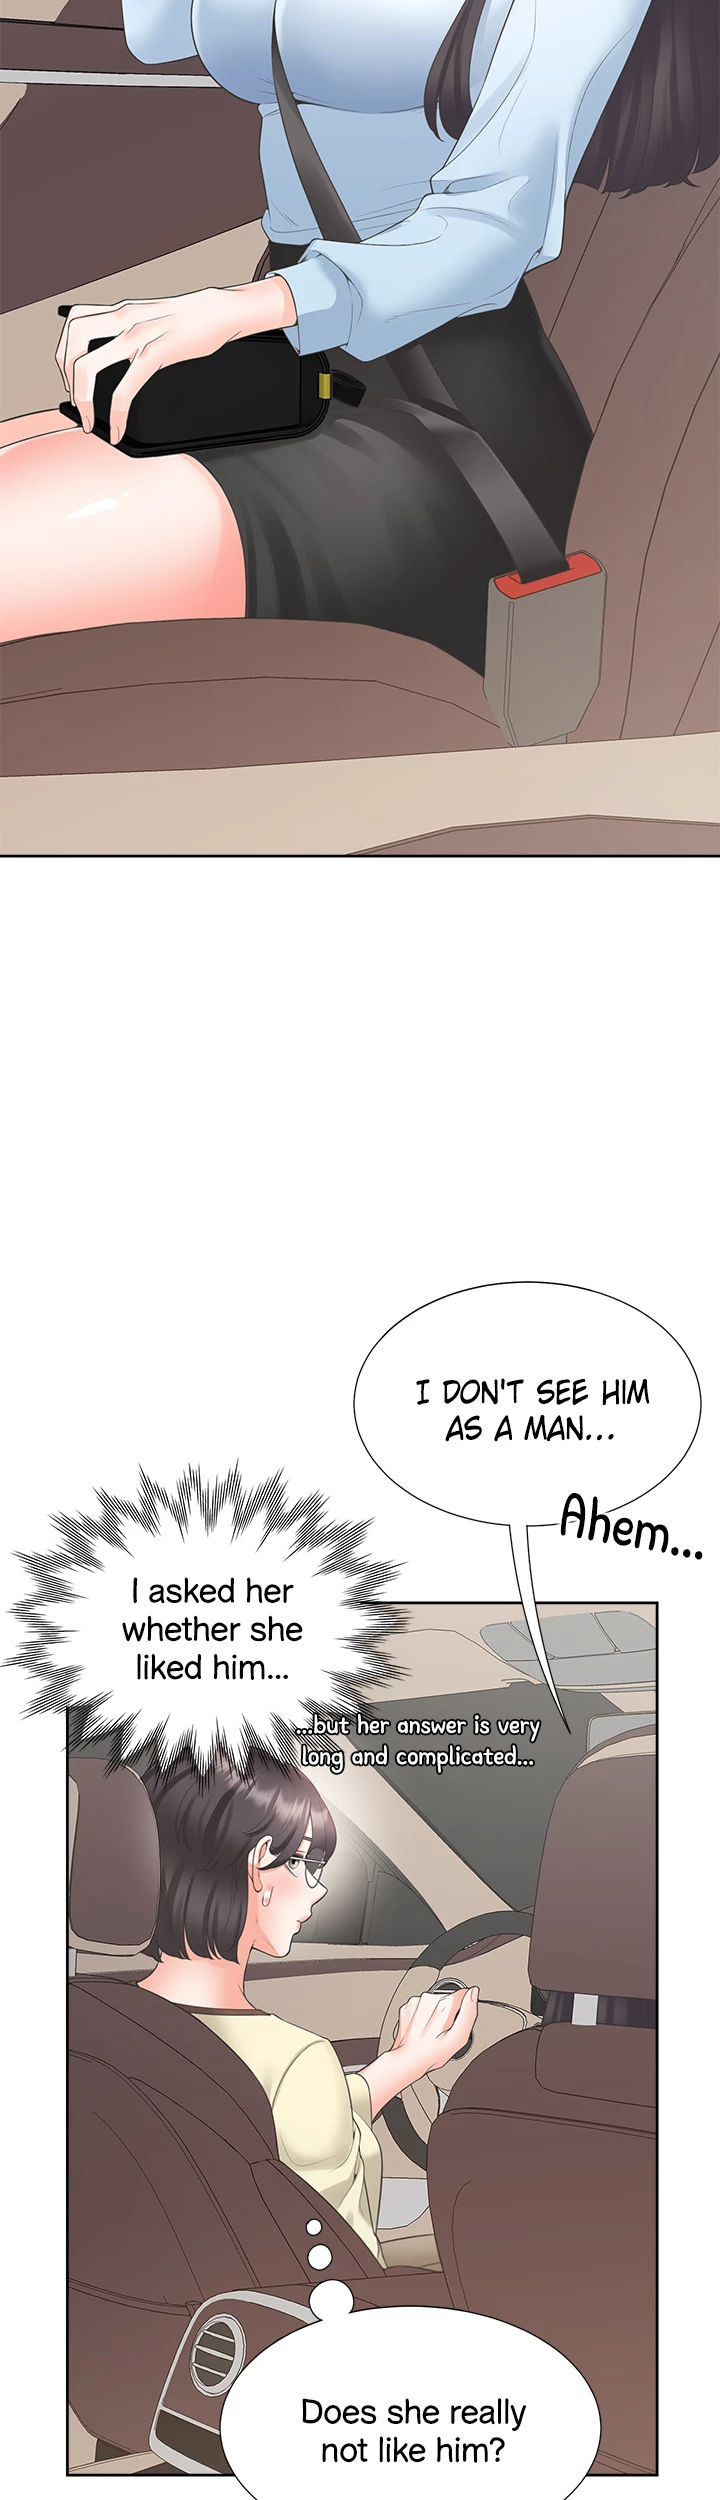 I DON'T SEE HIM
AS A MAN...
Ahem...
I asked her
whether she
liked him...
...but her answer is very
long and complicated...
Does she really
not like him?